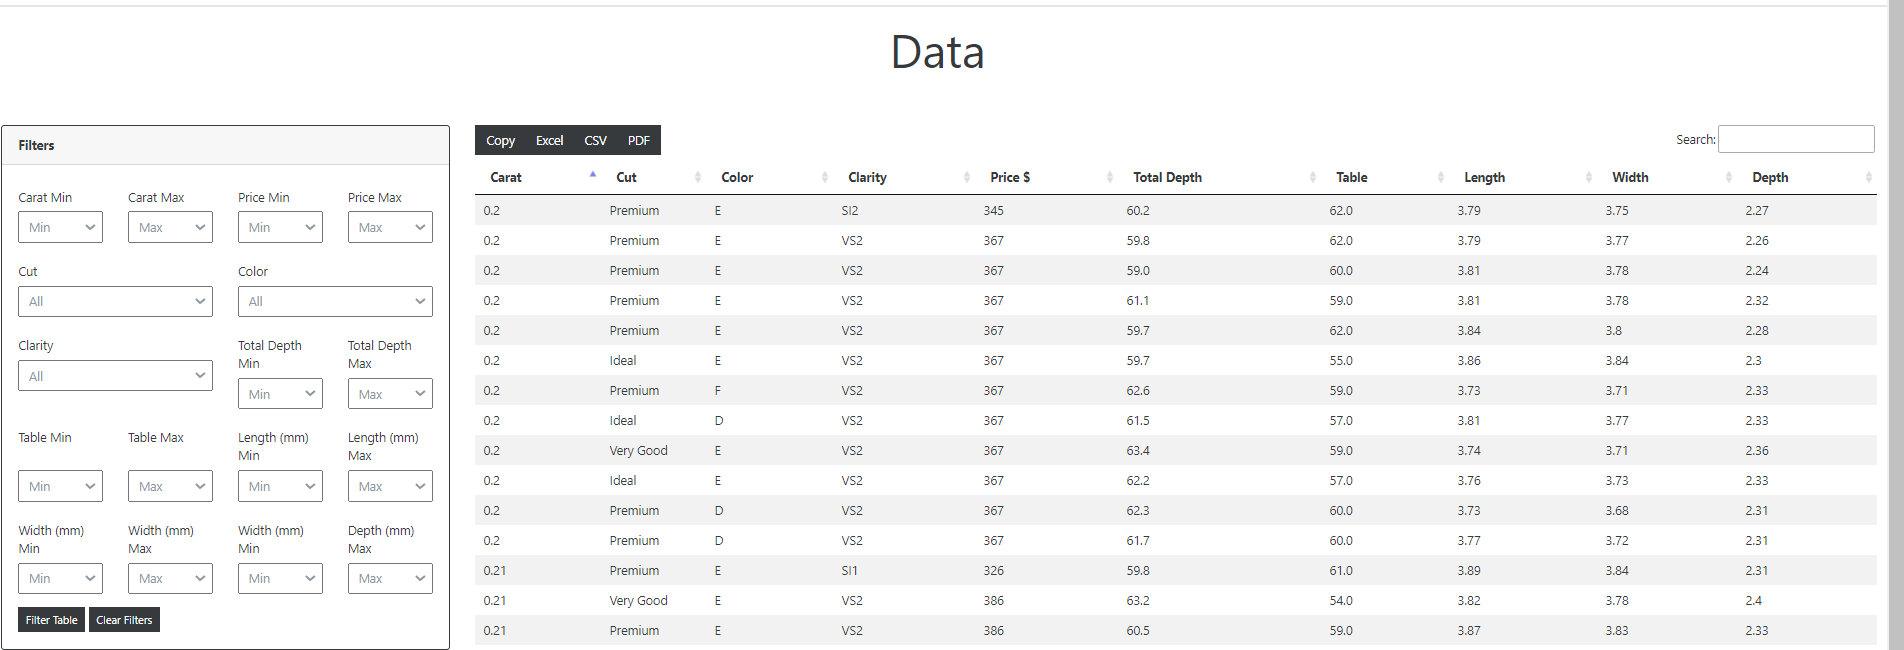 Data
Filters
Carat Min Carat Max Price Min Price Max
Min Max Min Max
Cut Color
All All
Clarity Total Depth Min Total Depth Max
All Min Max
Table Min Table Max Length (mm) Min Length (mm) Max
Min Max Min Max
Width (mm) Min Width (mm) Max Width (mm) Min Depth (mm) Max
Min Max Min Max
Filter Table Clear Filters
Copy Excel CSV PDF
Search:
Carat Cut Color Clarity Price $ Total Depth Table Length Width Depth
0.2 Premium E SI2 345 60.2 62.0 3.79 3.75 2.27
0.2 Premium E VS2 367 59.8 62.0 3.79 3.77 2.26
0.2 Premium E VS2 367 59.0 60.0 3.81 3.78 2.24
0.2 Premium E VS2 367 61.1 59.0 3.81 3.78 2.32
0.2 Premium E VS2 367 59.7 62.0 3.84 3.8 2.28
0.2 Ideal E VS2 367 59.7 55.0 3.86 3.84 2.3
0.2 Premium F VS2 367 62.6 59.0 3.73 3.71 2.33
0.2 Ideal D VS2 367 61.5 57.0 3.81 3.77 2.33
0.2 Very Good E VS2 367 63.4 59.0 3.74 3.71 2.36
0.2 Ideal E VS2 367 62.2 57.0 3.76 3.73 2.33
0.2 Premium D VS2 367 62.3 60.0 3.73 3.68 2.31
0.2 Premium D VS2 367 61.7 60.0 3.77 3.72 2.31
0.21 Premium E SI1 326 59.8 61.0 3.89 3.84 2.31
0.21 Very Good E VS2 386 63.2 54.0 3.82 3.78 2.4
0.21 Premium E VS2 386 60.5 59.0 3.87 3.83 2.33